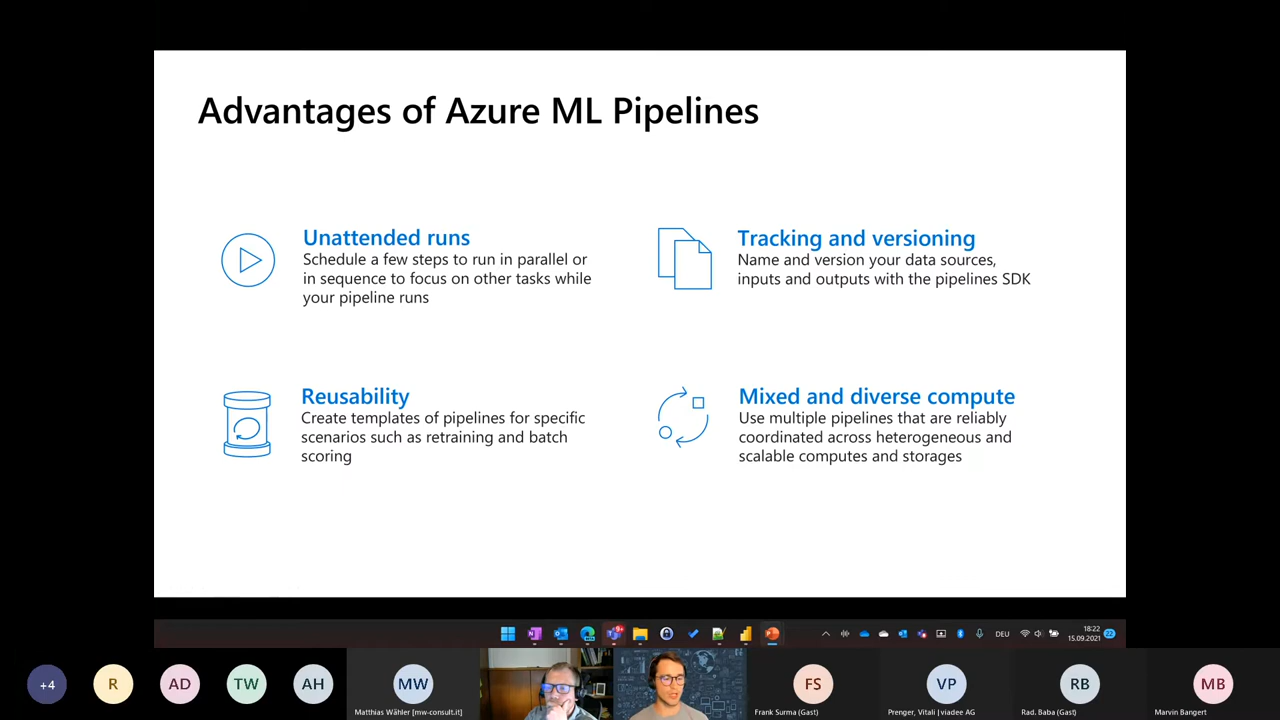 Advantages of Azure ML Pipelines
Unattended runs
Schedule a few steps to run in parallel or
in sequence to focus on other tasks while
your pipeline runs
Tracking and versioning
Name and version your data sources,
inputs and outputs with the pipelines SDK
Reusability
Create templates of pipelines for specific
scenarios such as retraining and batch
scoring
Mixed and diverse compute
Use multiple pipelines that are reliably
coordinated across heterogeneous and
scalable computes and storages
DEU
18:22
15.09.2021
22
+4
R
AD
TW
AH
MW
FS
VP
RB
MB
Matthias Wähler [mw-consult.it]
Frank Surma (Gast)
Prenger, Vitali | viadee AG
Rad. Baba (Gast)
Marvin Bangert